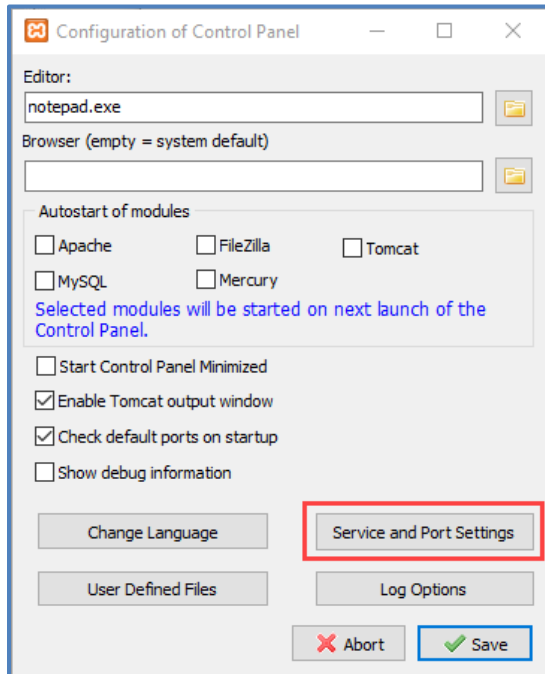 Configuration of Control Panel
Editor:
notepad.exe
Browser (empty = system default)
Autostart of modules
Apache FileZilla Tomcat
MySQL Mercury
Selected modules will be started on next launch of the
Control Panel.
Start Control Panel Minimized
Enable Tomcat output window
Check default ports on startup
Show debug information
Change Language Service and Port Settings
User Defined Files Log Options
Abort Save